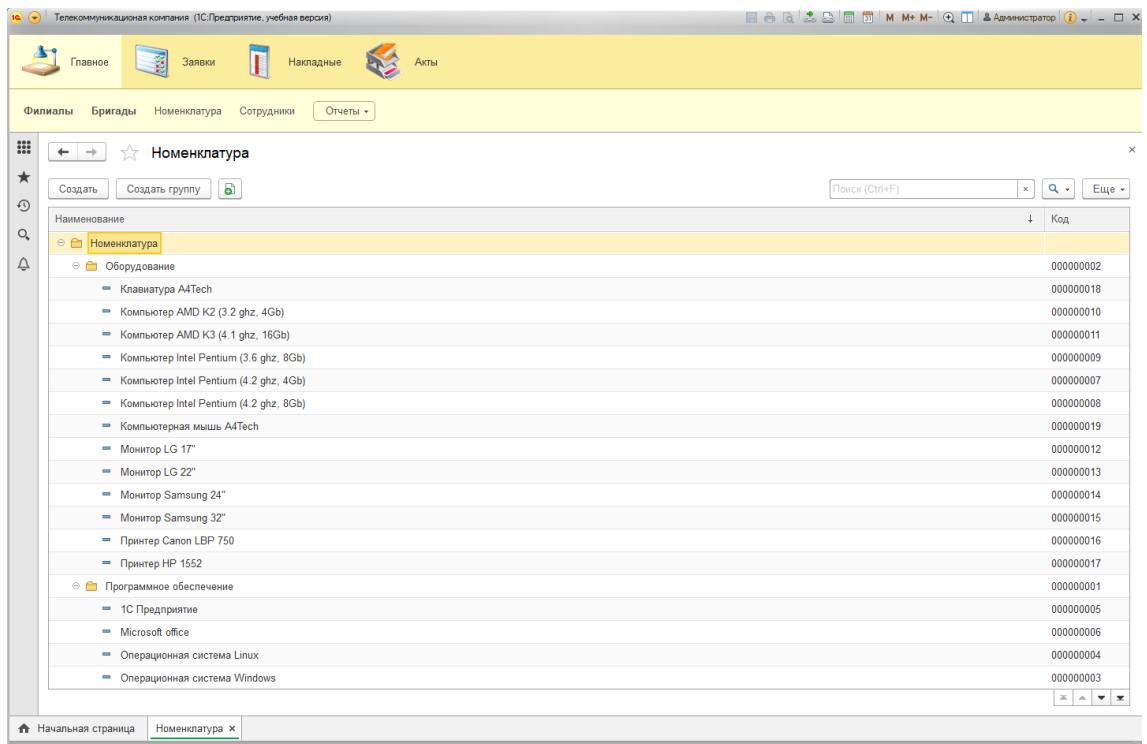 Телекоммуникационая компания (1С:Предприятие, учебная версия) M M+ M- Администратор
Главное Заявки Накладные Акты
Филиалы Бригады Номенклатура Сотрудники Отчеты
Номенклатура
Создать Создать группу Поиск (Ctrl+F) × Еще
Наименование ↓ Код
Номенклатура
Оборудование 000000002
Клавиатура A4Tech 000000018
Компьютер AMD K2 (3.2 ghz, 4Gb) 000000010
Компьютер AMD K3 (4.1 ghz, 16Gb) 000000011
Компьютер Intel Pentium (3.6 ghz, 8Gb) 000000009
Компьютер Intel Pentium (4.2 ghz, 4Gb) 000000007
Компьютер Intel Pentium (4.2 ghz, 8Gb) 000000008
Компьютерная мышь A4Tech 000000019
Монитор LG 17" 000000012
Монитор LG 22" 000000013
Монитор Samsung 24" 000000014
Монитор Samsung 32" 000000015
Принтер Canon LBP 750 000000016
Принтер HP 1552 000000017
Программное обеспечение 000000001
1С Предприятие 000000005
Microsoft office 000000006
Операционная система Linux 000000004
Операционная система Windows 000000003
Начальная страница Номенклатура ×